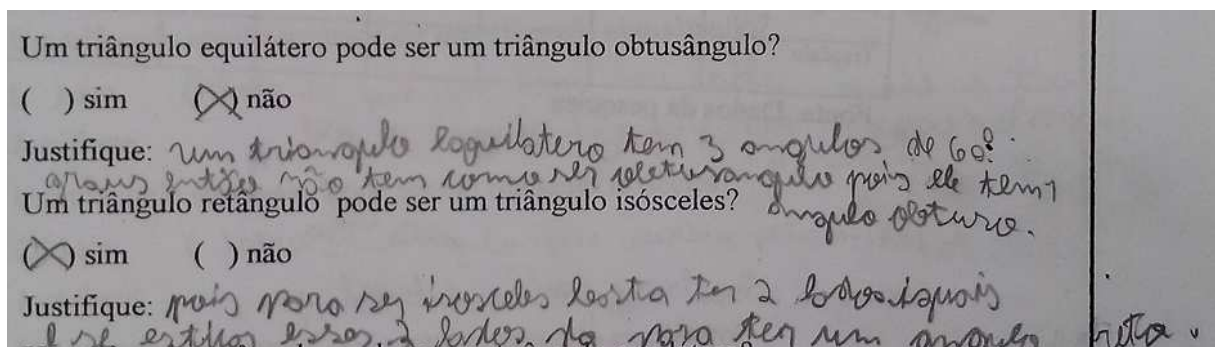 Um triângulo equilátero pode ser um triângulo obtusângulo?
( ) sim (X) não
Justifique: um triangulo equilatero tem 3 angulos de 60º.
graus então não tem como ser obtusangulo pois ele tem 1
angulo obtuso.
Um triângulo retângulo pode ser um triângulo isósceles?
(X) sim ( ) não
Justifique: pois para ser isosceles basta ter 2 lados iguais
e se esses 2 lados da para ter um angulo reto.